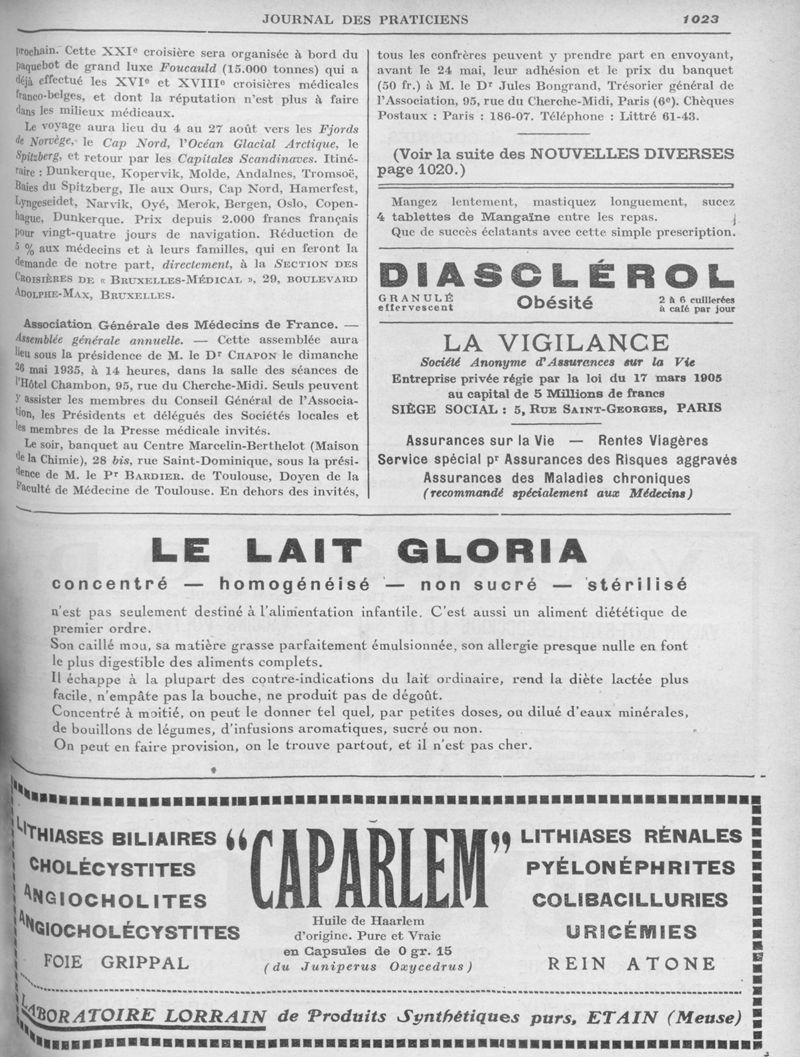 JOURNAL DES PRATICIENS 1023
prochain. Cette XXIe croisière sera organisée à bord du
paquebot de grand luxe Foucauld (15.000 tonnes) qui a
déjà effectué les XVIe et XVIIIe croisières médicales
franco-belges, et dont la réputation n'est plus à faire
dans les milieux médicaux.
Le voyage aura lieu du 4 au 27 août vers les Fjords
de Norvège, le Cap Nord, l'Océan Glacial Arctique, le
Spitzberg, et retour par les Capitales Scandinaves. Itiné-
raire : Dunkerque, Kopervik, Molde, Andalnes, Tromsoë,
Baies du Spitzberg, Ile aux Ours, Cap Nord, Hamerfest,
Lyngeseidet, Narvik, Oyé, Merok, Bergen, Oslo, Copen-
hague, Dunkerque. Prix depuis 2.000 francs français
pour vingt-quatre jours de navigation. Réduction de
5 % aux médecins et à leurs familles, qui en feront la
demande de notre part, directement, à la SECTION DES
CROISIÈRES DE « BRUXELLES-MÉDICAL », 29, BOULEVARD
ADOLPHE-MAX, BRUXELLES.
Association Générale des Médecins de France. —
Assemblée générale annuelle. — Cette assemblée aura
lieu sous la présidence de M. le Dr CHAPON le dimanche
26 mai 1935, à 14 heures, dans la salle des séances de
l'Hôtel Chambon, 95, rue du Cherche-Midi. Seuls peuvent
y assister les membres du Conseil Général de l'Associa-
tion, les Présidents et délégués des Sociétés locales et
les membres de la Presse médicale invités.
Le soir, banquet au Centre Marcelin-Berthelot (Maison
de la Chimie), 28 bis, rue Saint-Dominique, sous la prési-
dence de M. le Pr BARDIER, de Toulouse, Doyen de la
Faculté de Médecine de Toulouse. En dehors des invités,
tous les confrères peuvent y prendre part en envoyant,
avant le 24 mai, leur adhésion et le prix du banquet
(50 fr.) à M. le Dr Jules Bongrand, Trésorier général de
l'Association, 95, rue du Cherche-Midi, Paris (6e). Chèques
Postaux : Paris : 186-07. Téléphone : Littré 61-43.
(Voir la suite des NOUVELLES DIVERSES
page 1020.)
Mangez lentement, mastiquez longuement, sucez
4 tablettes de Mangaïne entre les repas.
Que de succès éclatants avec cette simple prescription.
DIASCLÉROL
GRANULÉ effervescent Obésité 2 à 6 cuillerées à café par jour
LA VIGILANCE
Société Anonyme d'Assurances sur la Vie
Entreprise privée régie par la loi du 17 mars 1905
au capital de 5 Millions de francs
SIÈGE SOCIAL : 5, RUE SAINT-GEORGES, PARIS
Assurances sur la Vie — Rentes Viagères
Service spécial pr Assurances des Risques aggravés
Assurances des Maladies chroniques
(recommandé spécialement aux Médecins)
LE LAIT GLORIA
concentré — homogénéisé — non sucré — stérilisé
n'est pas seulement destiné à l'alimentation infantile. C'est aussi un aliment diététique de
premier ordre.
Son caillé mou, sa matière grasse parfaitement émulsionnée, son allergie presque nulle en font
le plus digestible des aliments complets.
Il échappe à la plupart des contre-indications du lait ordinaire, rend la diète lactée plus
facile, n'empâte pas la bouche, ne produit pas de dégoût.
Concentré à moitié, on peut le donner tel quel, par petites doses, ou dilué d'eaux minérales,
de bouillons de légumes, d'infusions aromatiques, sucré ou non.
On peut en faire provision, on le trouve partout, et il n'est pas cher.
LITHIASES BILIAIRES
CHOLÉCYSTITES
ANGIOCHOLITES
ANGIOCHOLÉCYSTITES
FOIE GRIPPAL
"CAPARLEM"
Huile de Haarlem
d'origine. Pure et Vraie
en Capsules de 0 gr. 15
(du Juniperus Oxycedrus)
LITHIASES RÉNALES
PYÉLONÉPHRITES
COLIBACILLURIES
URICÉMIES
REIN ATONE
LABORATOIRE LORRAIN de Produits Synthétiques purs, ETAIN (Meuse)